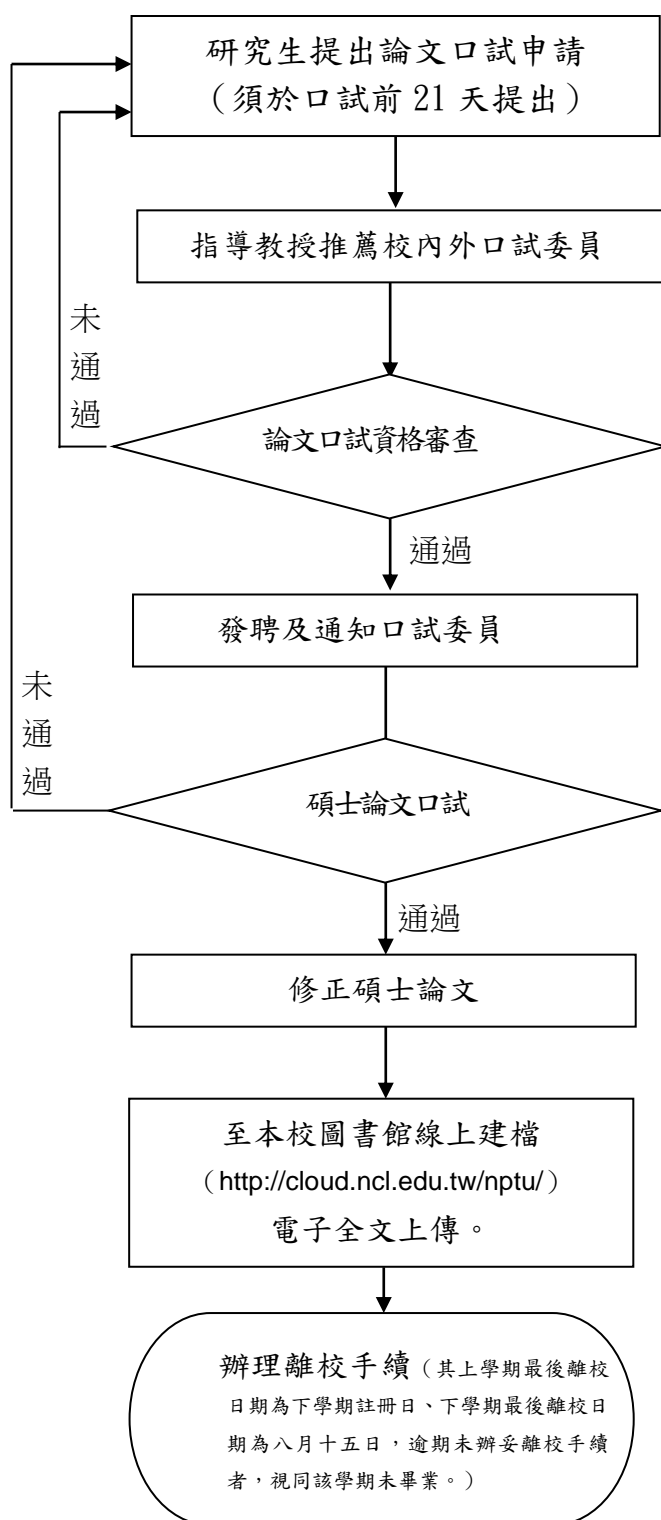 研究生提出論文口試申請
（須於口試前 21 天提出）
指導教授推薦校內外口試委員
未
通
過
論文口試資格審查
通過
發聘及通知口試委員
未
通
過
碩士論文口試
通過
修正碩士論文
至本校圖書館線上建檔
（http://cloud.ncl.edu.tw/nptu/）
電子全文上傳。
辦理離校手續（其上學期最後離校
日期為下學期註冊日、下學期最後離校日
期為八月十五日，逾期未辦妥離校手續
者，視同該學期未畢業。）